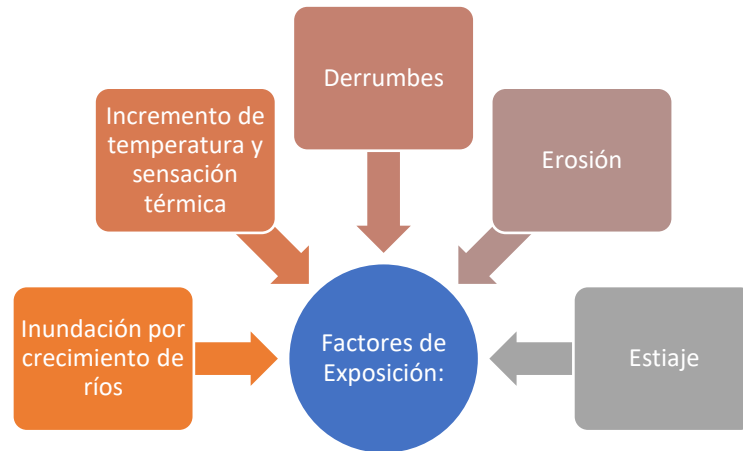 Derrumbes
Incremento de
temperatura y
sensación
térmica
Erosión
Inundación por
crecimiento de
ríos
Factores de
Exposición:
Estiaje